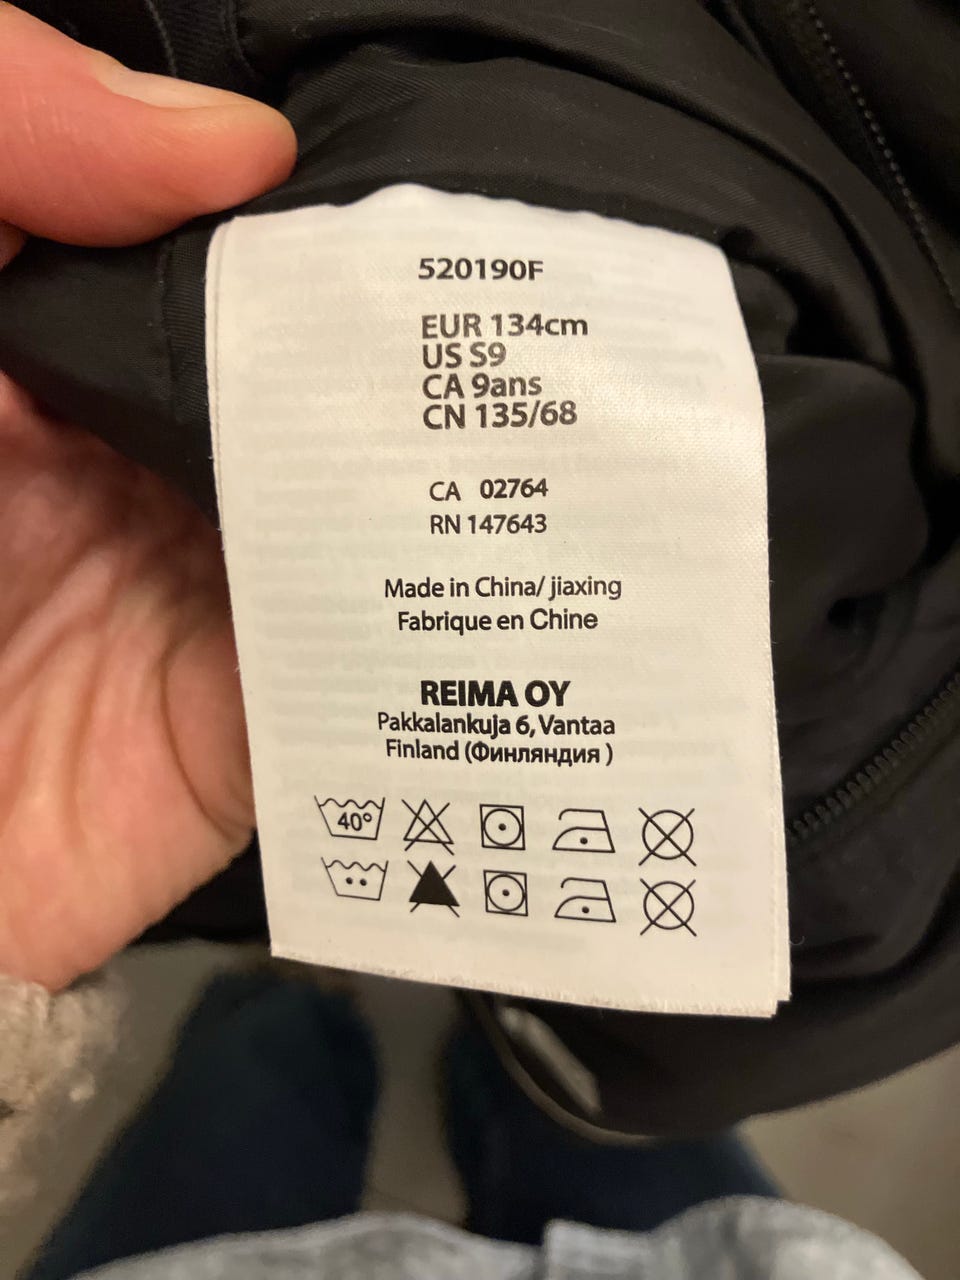 520190F
EUR 134cm
US S9
CA 9ans
CN 135/68
CA 02764
RN 147643
Made in China/ jiaxing
Fabrique en Chine
REIMA OY
Pakkalankuja 6, Vantaa
Finland (Финляндия )
40°